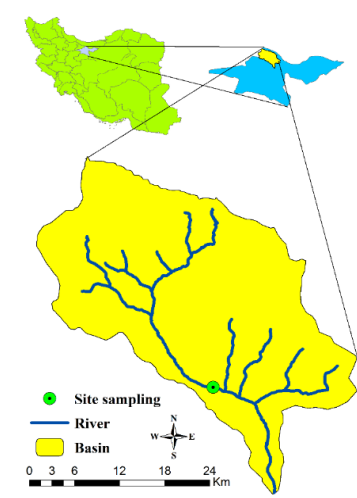 Site sampling
River
N
W E
S
Basin
0 3 6 12 18 24
Km